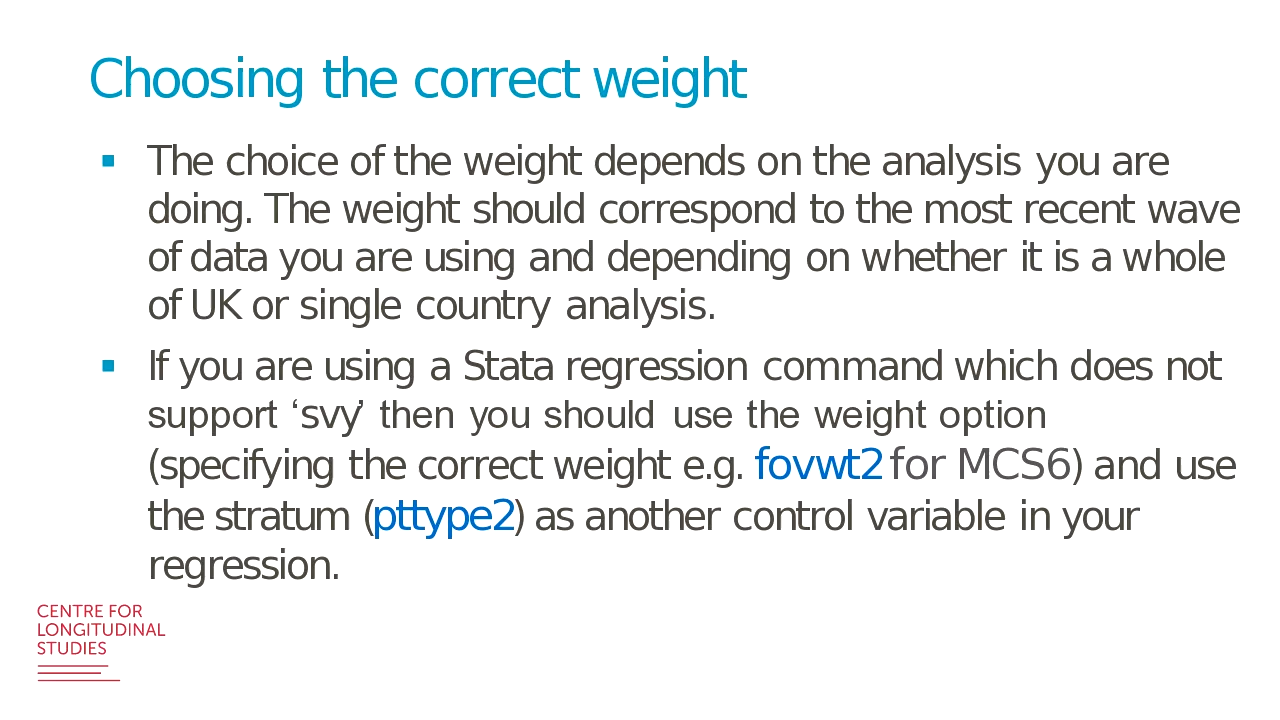 Choosing the correct weight
▪ The choice of the weight depends on the analysis you are
doing. The weight should correspond to the most recent wave
of data you are using and depending on whether it is a whole
of UK or single country analysis.
▪ If you are using a Stata regression command which does not
support ‘svy’ then you should use the weight option
(specifying the correct weight e.g. fovwt2 for MCS6) and use
the stratum (pttype2) as another control variable in your
regression.
CENTRE FOR
LONGITUDINAL
STUDIES